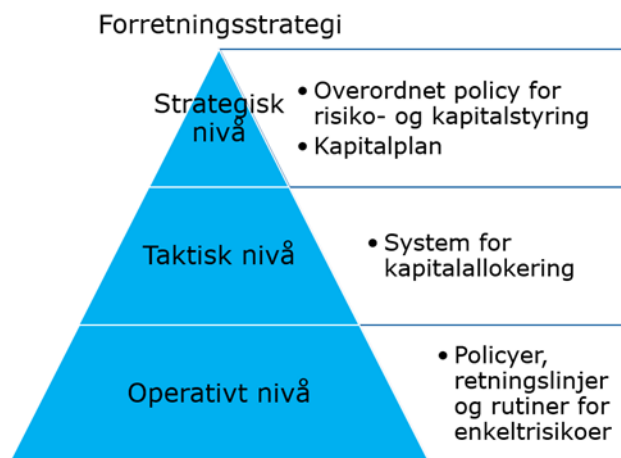 Forretningsstrategi
Strategisk
nivå
• Overordnet policy for
risiko- og kapitalstyring
• Kapitalplan
Taktisk nivå
• System for
kapitalallokering
Operativt nivå
• Policyer,
retningslinjer
og rutiner for
enkeltrisikoer